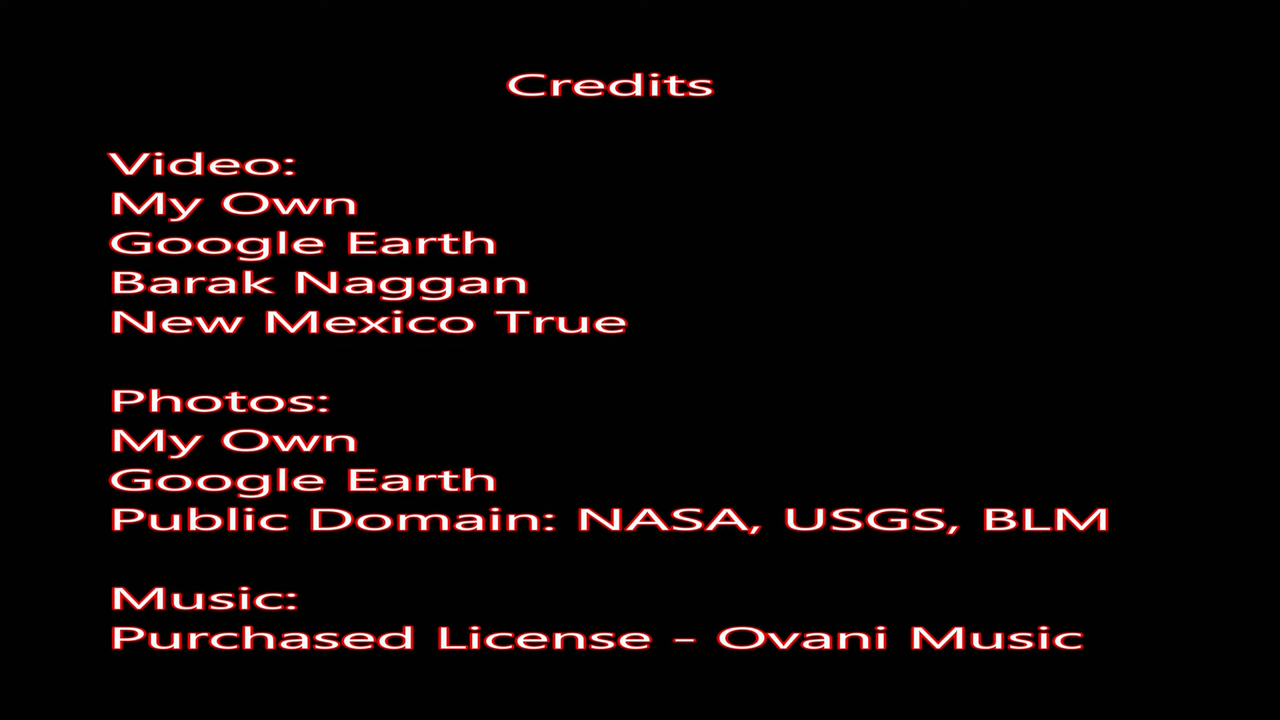 Credits
Video:
My Own
Google Earth
Barak Naggan
New Mexico True
Photos:
My Own
Google Earth
Public Domain: NASA, USGS, BLM
Music:
Purchased License – Ovani Music